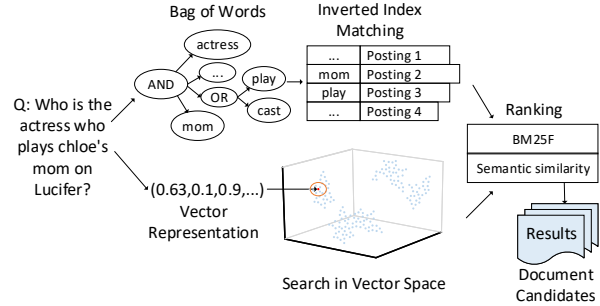 Bag of Words
Inverted Index
Matching
actress
...
AND
OR
play
cast
mom
... Posting 1
mom Posting 2
play Posting 3
... Posting 4
Q: Who is the
actress who
plays chloe's
mom on
Lucifer?
(0.63,0.1,0.9,...)
Vector
Representation
Search in Vector Space
Ranking
BM25F
Semantic similarity
Results
Document
Candidates